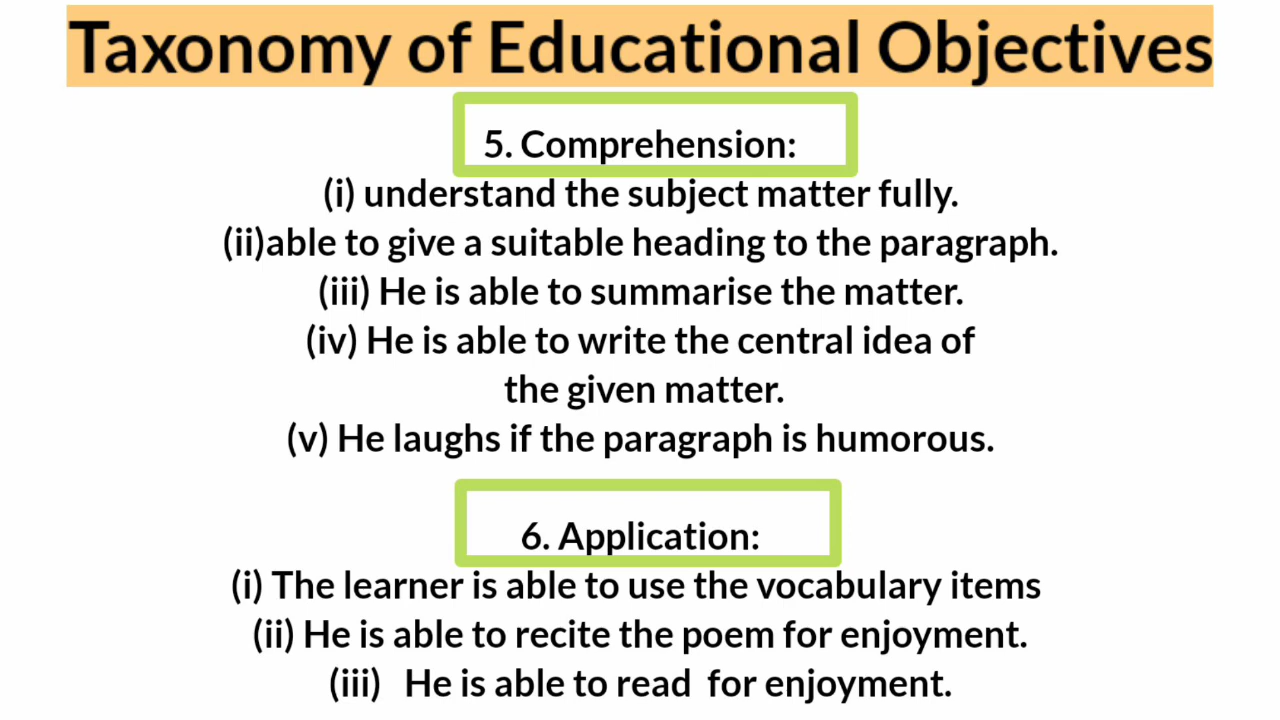 Taxonomy of Educational Objectives
5. Comprehension:
(i) understand the subject matter fully.
(ii)able to give a suitable heading to the paragraph.
(iii) He is able to summarise the matter.
(iv) He is able to write the central idea of
the given matter.
(v) He laughs if the paragraph is humorous.
6. Application:
(i) The learner is able to use the vocabulary items
(ii) He is able to recite the poem for enjoyment.
(iii) He is able to read for enjoyment.